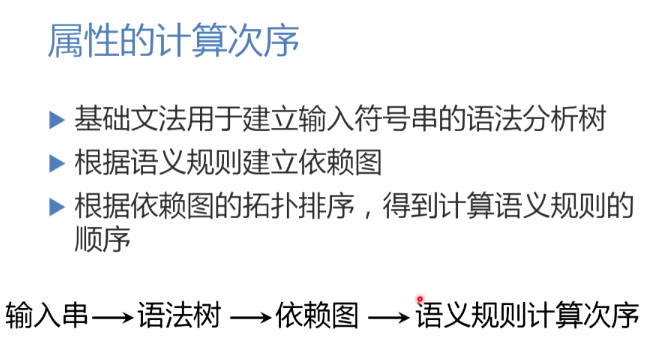 属性的计算次序
基础文法用于建立输入符号串的语法分析树
根据语义规则建立依赖图
根据依赖图的拓扑排序，得到计算语义规则的
顺序
输入串→语法树→依赖图→语义规则计算次序